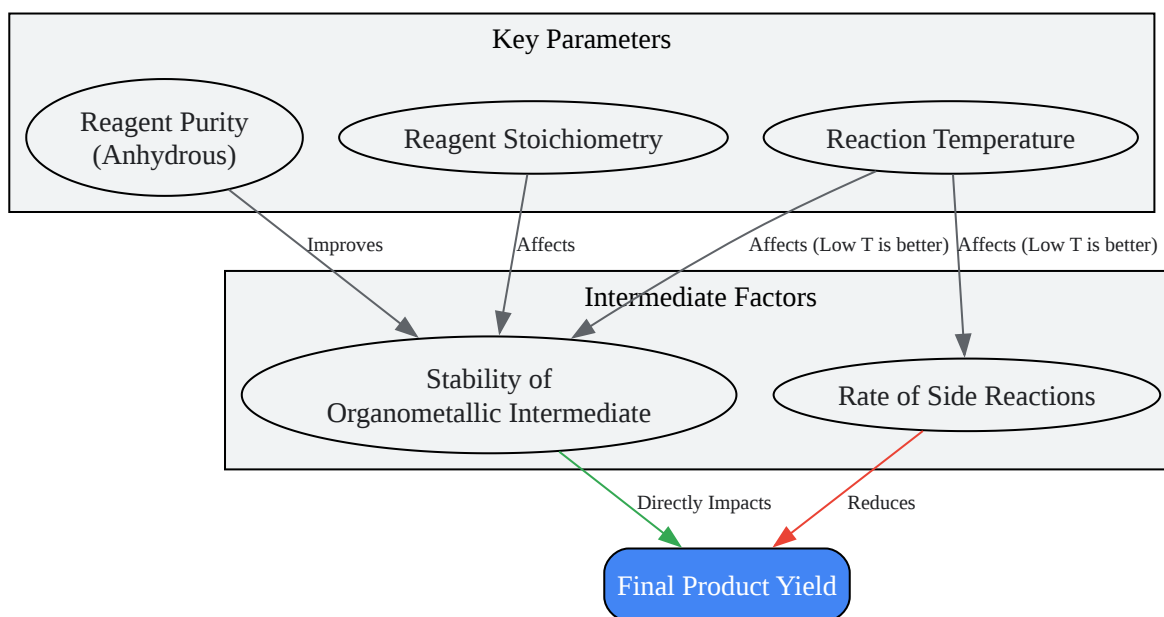 Key Parameters
Reagent Purity
(Anhydrous)
Reagent Stoichiometry
Reaction Temperature
Improves
Affects
Affects (Low T is better)
Affects (Low T is better)
Intermediate Factors
Stability of
Organometallic Intermediate
Rate of Side Reactions
Directly Impacts
Reduces
Final Product Yield